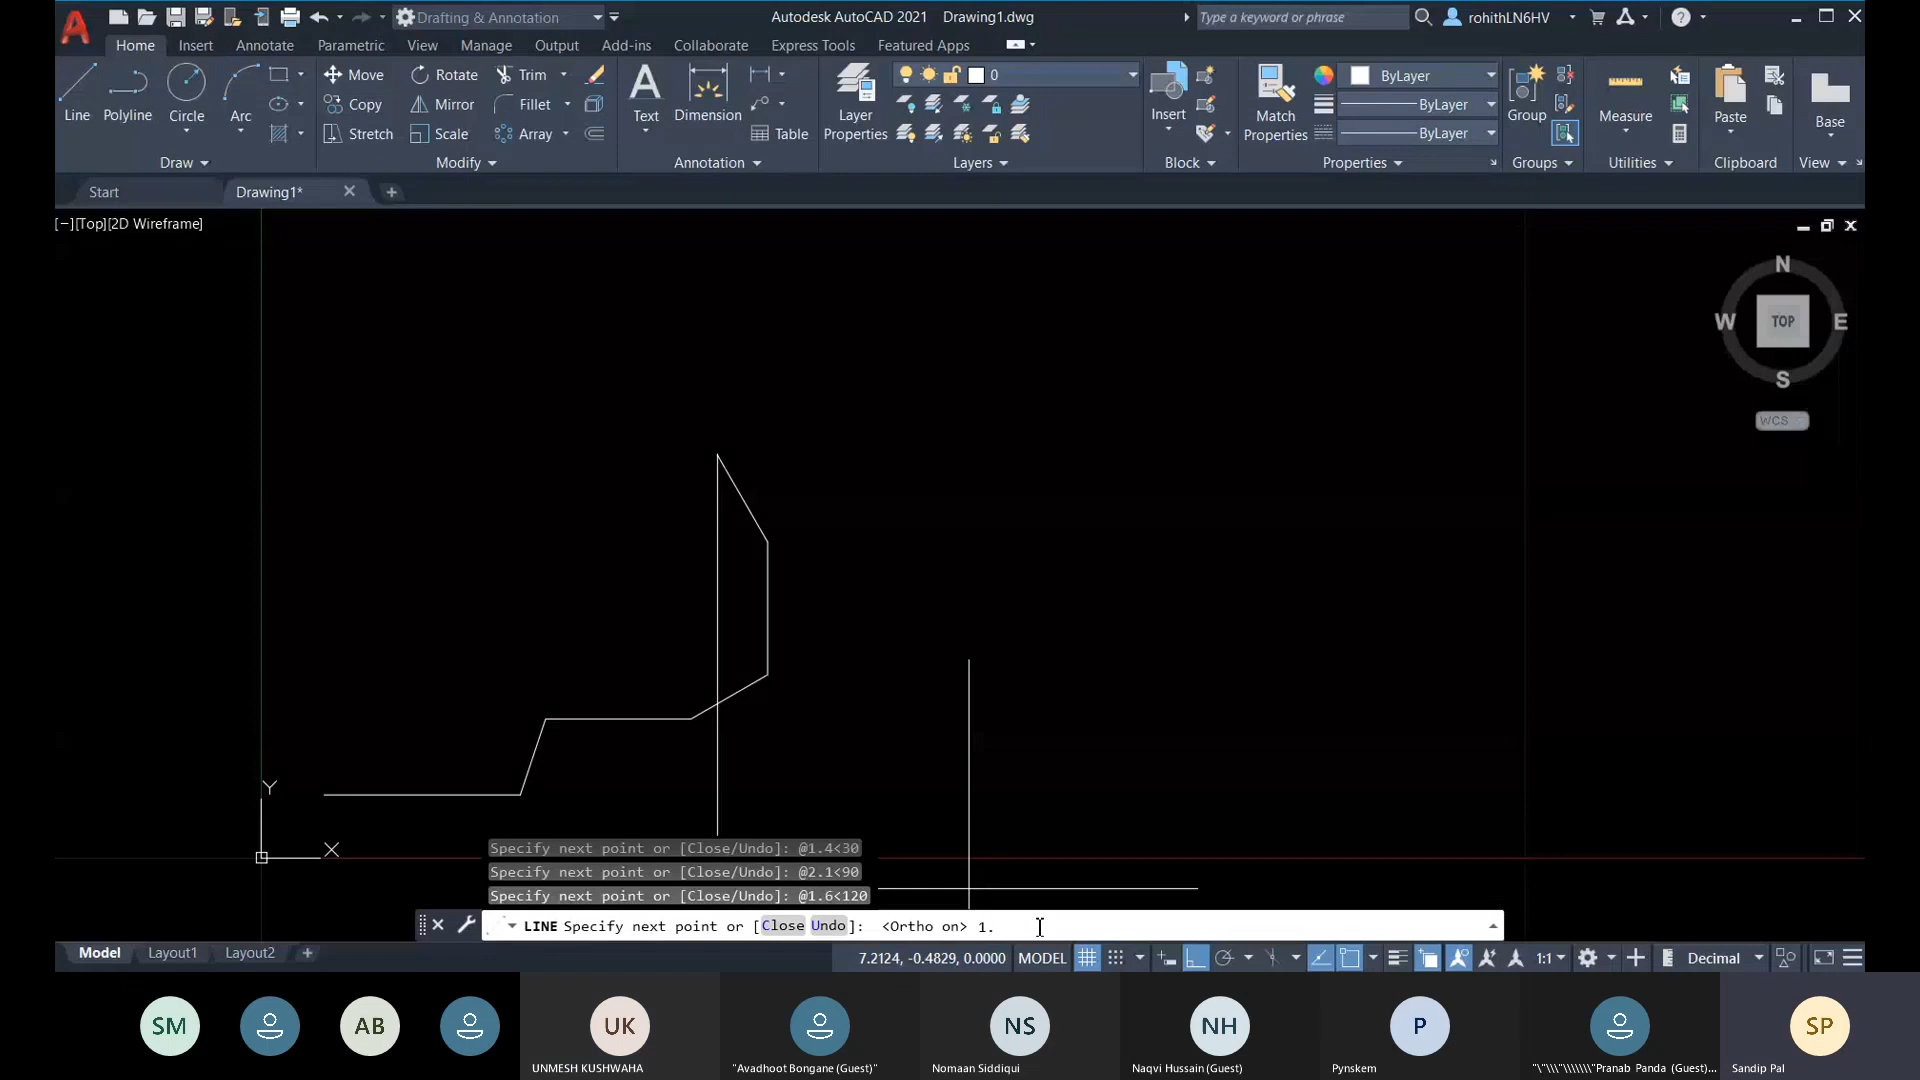 Drafting & Annotation
Autodesk AutoCAD 2021 Drawing1.dwg
Type a keyword or phrase
rohithLN6HV
Home Insert Annotate Parametric View Manage Output Add-ins Collaborate Express Tools Featured Apps
Line Polyline Circle Arc
Move Rotate Trim
Copy Mirror Fillet
Stretch Scale Array
Text Dimension Table
Layer Properties
0
Insert
Match Properties
ByLayer
ByLayer
ByLayer
Group Measure Paste Base
Draw Modify Annotation Layers Block Properties Groups Utilities Clipboard View
Start Drawing1*
[−][Top][2D Wireframe]
N
W TOP E
S
WCS
Y
X
Specify next point or [Close/Undo]: @1.4<30
Specify next point or [Close/Undo]: @2.1<90
Specify next point or [Close/Undo]: @1.6<120
LINE Specify next point or [Close Undo]: <Ortho on> 1.
Model Layout1 Layout2
7.2124, -0.4829, 0.0000 MODEL 1:1 Decimal
SM AB UK NS NH P SP
UNMESH KUSHWAHA "Avadhoot Bongane (Guest)" Nomaan Siddiqui Naqvi Hussain (Guest) Pynskem "\"\\\"\\\\\\\"Pranab Panda (Guest)... Sandip Pal